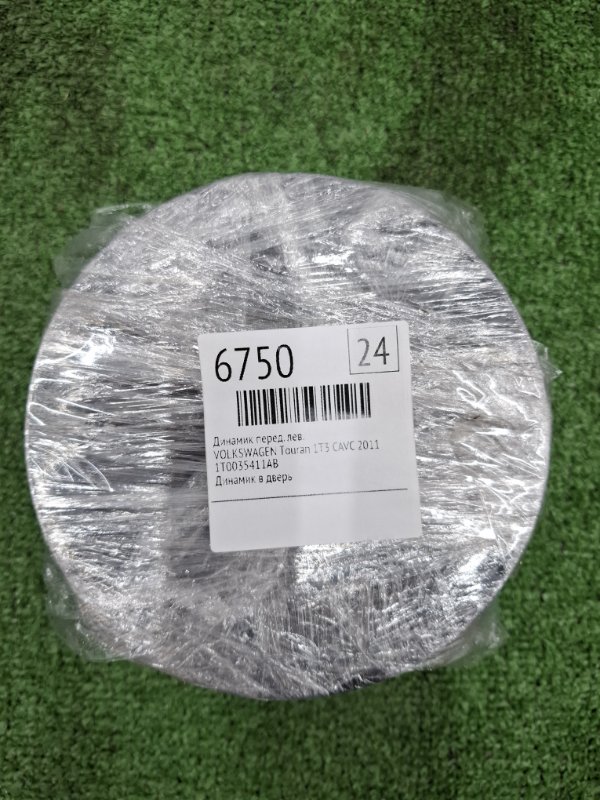 6750 24
Динамик перед. лев.
VOLKSWAGEN Touran 1T3 CAVC 2011
1T0035411AB
Динамик в дверь